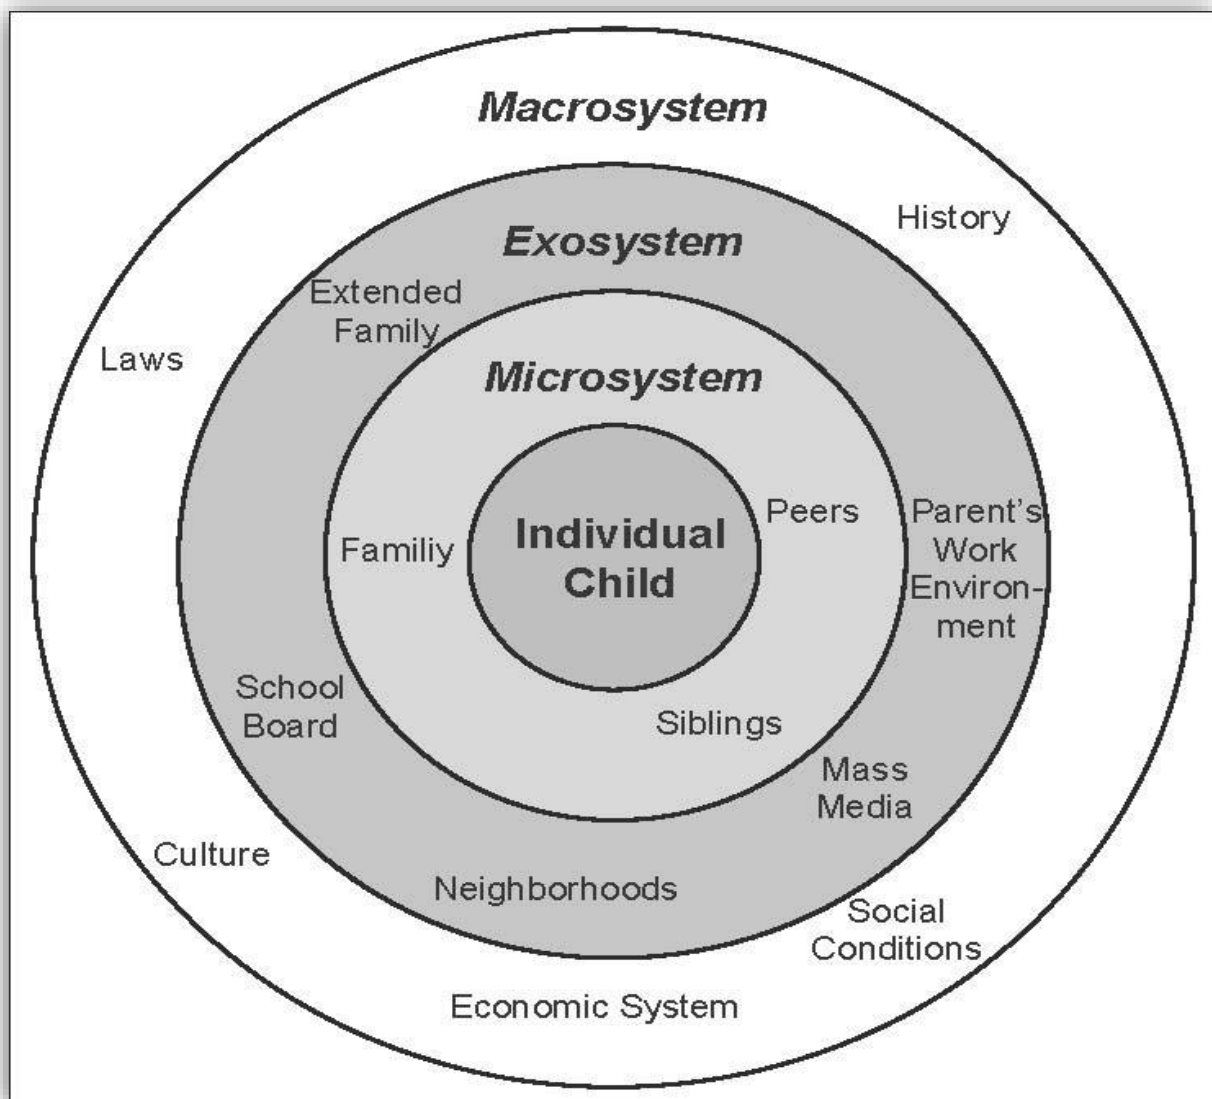 Macrosystem
History
Exosystem
Extended
Family
Laws
Microsystem
Peers
Individual
Child
Familiy
Parent's
Work
Environ-
ment
School
Board
Siblings
Mass
Media
Culture
Neighborhoods
Social
Conditions
Economic System